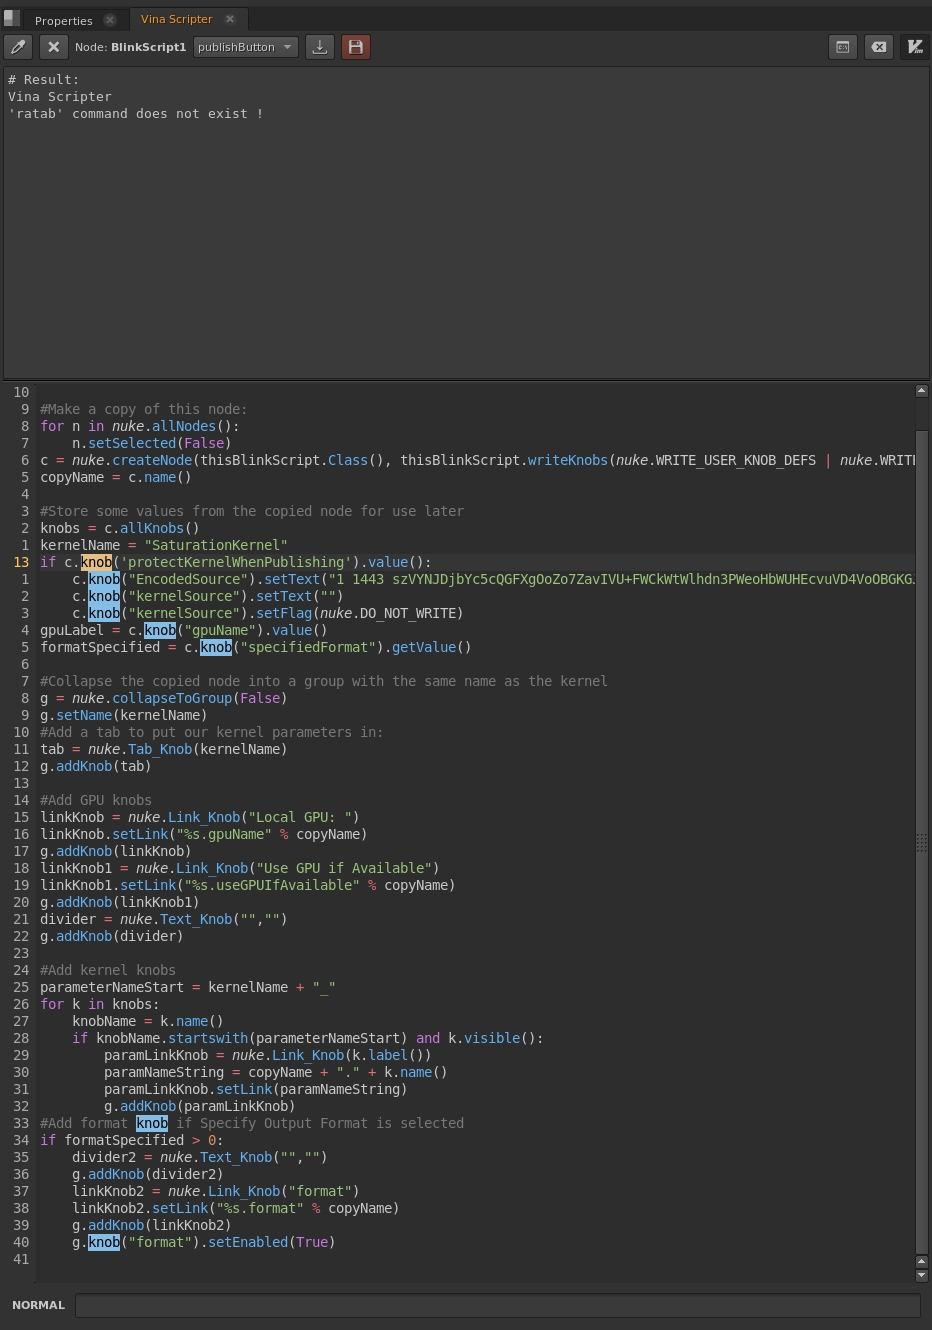 Properties
Vina Scripter
Node: BlinkScript1 publishButton
# Result:
Vina Scripter
'ratab' command does not exist !
10
9 #Make a copy of this node:
8 for n in nuke.allNodes():
7     n.setSelected(False)
6 c = nuke.createNode(thisBlinkScript.Class(), thisBlinkScript.writeKnobs(nuke.WRITE_USER_KNOB_DEFS | nuke.WRIT
5 copyName = c.name()
4
3 #Store some values from the copied node for use later
2 knobs = c.allKnobs()
1 kernelName = "SaturationKernel"
13 if c.knob('protectKernelWhenPublishing').value():
1     c.knob("EncodedSource").setText("1 1443 szVYNJDjbYc5cQGFXgOoZo7ZavIVU+FWCkWtWlhdn3PWeoHbWUHEcvuVD4VoOBGKG
2     c.knob("kernelSource").setText("")
3     c.knob("kernelSource").setFlag(nuke.DO_NOT_WRITE)
4 gpuLabel = c.knob("gpuName").value()
5 formatSpecified = c.knob("specifiedFormat").getValue()
6
7 #Collapse the copied node into a group with the same name as the kernel
8 g = nuke.collapseToGroup(False)
9 g.setName(kernelName)
10 #Add a tab to put our kernel parameters in:
11 tab = nuke.Tab_Knob(kernelName)
12 g.addKnob(tab)
13
14 #Add GPU knobs
15 linkKnob = nuke.Link_Knob("Local GPU: ")
16 linkKnob.setLink("%s.gpuName" % copyName)
17 g.addKnob(linkKnob)
18 linkKnob1 = nuke.Link_Knob("Use GPU if Available")
19 linkKnob1.setLink("%s.useGPUIfAvailable" % copyName)
20 g.addKnob(linkKnob1)
21 divider = nuke.Text_Knob("","")
22 g.addKnob(divider)
23
24 #Add kernel knobs
25 parameterNameStart = kernelName + "_"
26 for k in knobs:
27     knobName = k.name()
28     if knobName.startswith(parameterNameStart) and k.visible():
29         paramLinkKnob = nuke.Link_Knob(k.label())
30         paramNameString = copyName + "." + k.name()
31         paramLinkKnob.setLink(paramNameString)
32         g.addKnob(paramLinkKnob)
33 #Add format knob if Specify Output Format is selected
34 if formatSpecified > 0:
35     divider2 = nuke.Text_Knob("","")
36     g.addKnob(divider2)
37     linkKnob2 = nuke.Link_Knob("format")
38     linkKnob2.setLink("%s.format" % copyName)
39     g.addKnob(linkKnob2)
40     g.knob("format").setEnabled(True)
41
NORMAL